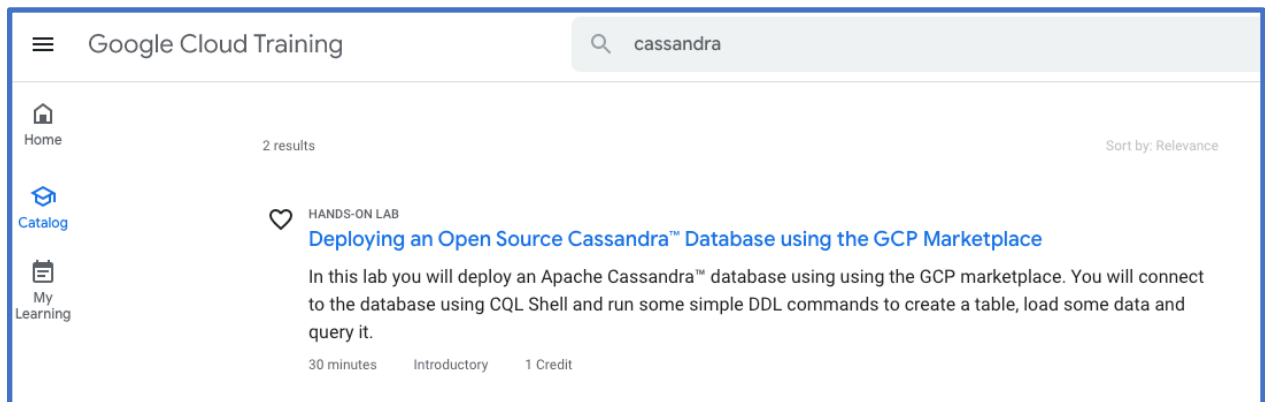 Google Cloud Training
cassandra
Home
2 results
Sort by: Relevance
Catalog
HANDS-ON LAB
Deploying an Open Source Cassandra™ Database using the GCP Marketplace
In this lab you will deploy an Apache Cassandra™ database using using the GCP marketplace. You will connect
to the database using CQL Shell and run some simple DDL commands to create a table, load some data and
query it.
My
Learning
30 minutes
Introductory
1 Credit